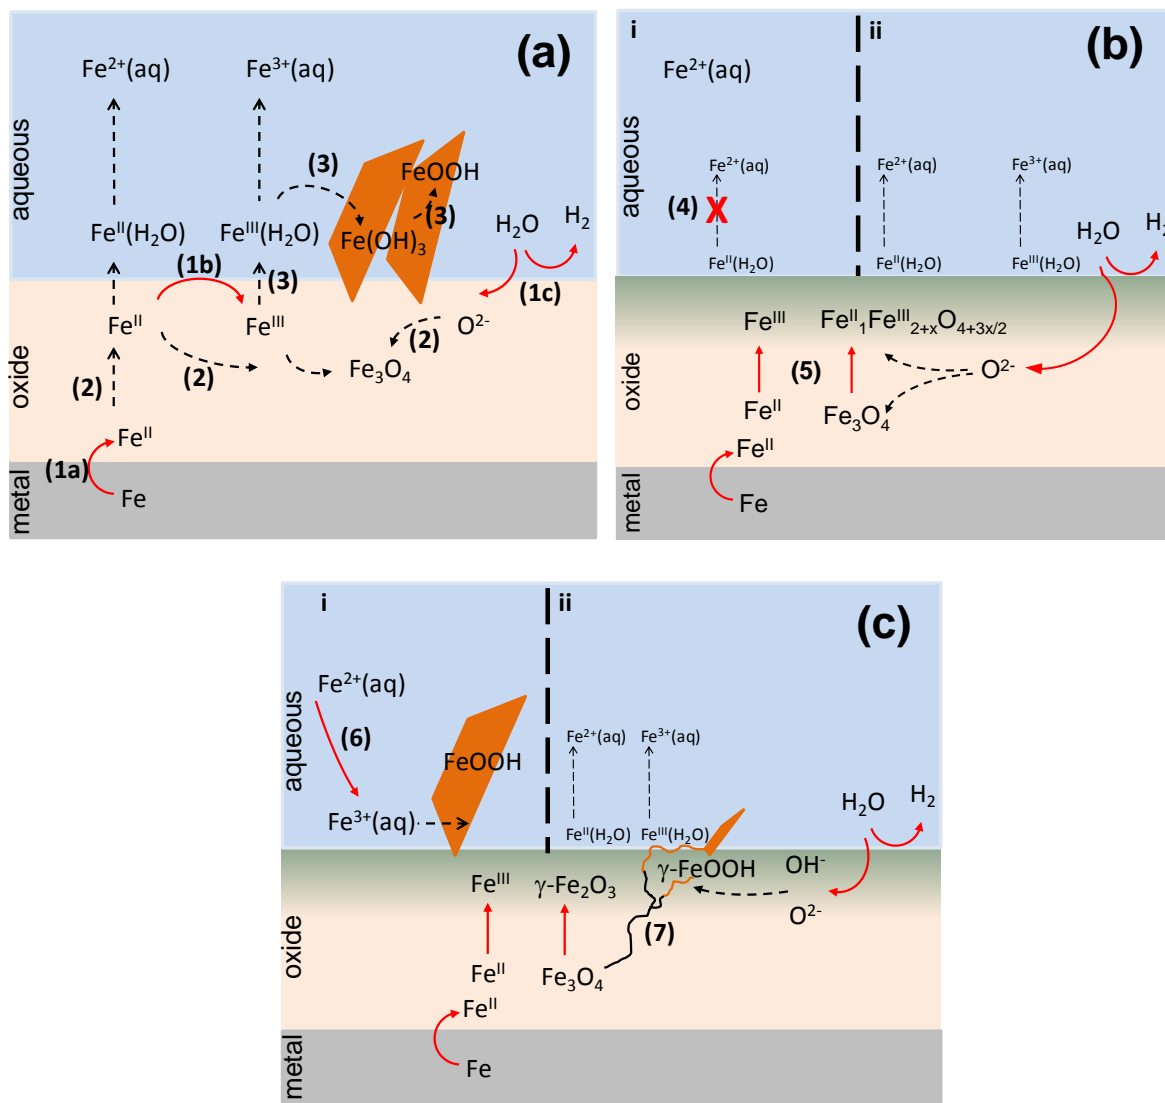 (a)
Fe²⁺(aq)
Fe³⁺(aq)
aqueous
(3)
FeOOH
(3)
Feᴵᴵ(H₂O)
Feᴵᴵᴵ(H₂O)
Fe(OH)₃
H₂O
H₂
(1b)
(3)
(1c)
Feᴵᴵ
Feᴵᴵᴵ
O²⁻
(2)
oxide
(2)
(2)
Fe₃O₄
Feᴵᴵ
(1a)
metal
Fe
i
ii
(b)
Fe²⁺(aq)
aqueous
Fe²⁺(aq)
Fe²⁺(aq)
Fe³⁺(aq)
(4)
X
H₂O
H₂
Feᴵᴵ(H₂O)
Feᴵᴵ(H₂O)
Feᴵᴵᴵ(H₂O)
Feᴵᴵᴵ
Feᴵᴵ₁Feᴵᴵᴵ₂₊ₓO₄₊₃ₓ/₂
oxide
(5)
O²⁻
Feᴵᴵ
Fe₃O₄
Feᴵᴵ
metal
Fe
i
ii
(c)
Fe²⁺(aq)
aqueous
(6)
FeOOH
Fe²⁺(aq)
Fe³⁺(aq)
Fe³⁺(aq)
Feᴵᴵ(H₂O)
Feᴵᴵᴵ(H₂O)
H₂O
H₂
Feᴵᴵᴵ
γ-Fe₂O₃
γ-FeOOH
OH⁻
O²⁻
oxide
(7)
Feᴵᴵ
Fe₃O₄
Feᴵᴵ
metal
Fe